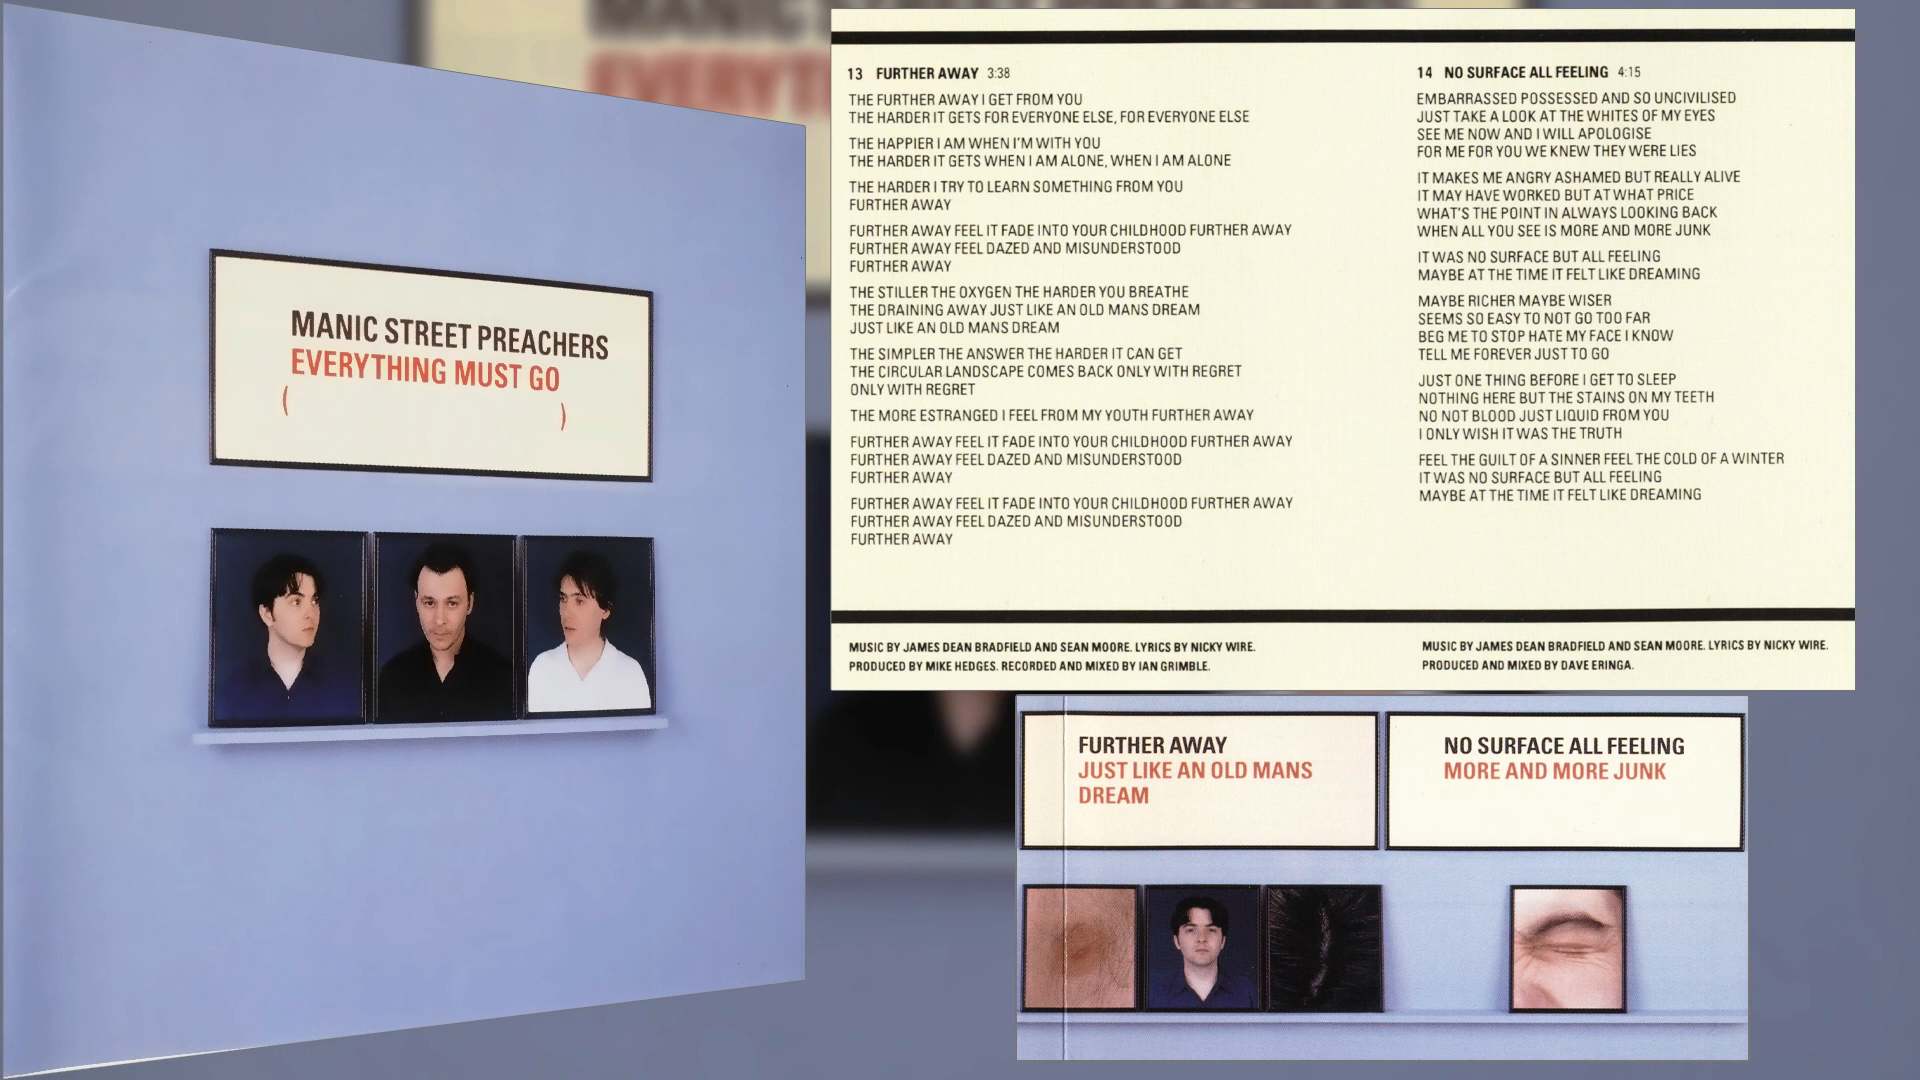 MANIC STREET PREACHERS
EVERYTHING MUST GO
( )
13 FURTHER AWAY 3:38
THE FURTHER AWAY I GET FROM YOU
THE HARDER IT GETS FOR EVERYONE ELSE, FOR EVERYONE ELSE
THE HAPPIER I AM WHEN I'M WITH YOU
THE HARDER IT GETS WHEN I AM ALONE, WHEN I AM ALONE
THE HARDER I TRY TO LEARN SOMETHING FROM YOU
FURTHER AWAY
FURTHER AWAY FEEL IT FADE INTO YOUR CHILDHOOD FURTHER AWAY
FURTHER AWAY FEEL DAZED AND MISUNDERSTOOD
FURTHER AWAY
THE STILLER THE OXYGEN THE HARDER YOU BREATHE
THE DRAINING AWAY JUST LIKE AN OLD MANS DREAM
JUST LIKE AN OLD MANS DREAM
THE SIMPLER THE ANSWER THE HARDER IT CAN GET
THE CIRCULAR LANDSCAPE COMES BACK ONLY WITH REGRET
ONLY WITH REGRET
THE MORE ESTRANGED I FEEL FROM MY YOUTH FURTHER AWAY
FURTHER AWAY FEEL IT FADE INTO YOUR CHILDHOOD FURTHER AWAY
FURTHER AWAY FEEL DAZED AND MISUNDERSTOOD
FURTHER AWAY
FURTHER AWAY FEEL IT FADE INTO YOUR CHILDHOOD FURTHER AWAY
FURTHER AWAY FEEL DAZED AND MISUNDERSTOOD
FURTHER AWAY
MUSIC BY JAMES DEAN BRADFIELD AND SEAN MOORE. LYRICS BY NICKY WIRE.
PRODUCED BY MIKE HEDGES. RECORDED AND MIXED BY IAN GRIMBLE.
14 NO SURFACE ALL FEELING 4:15
EMBARRASSED POSSESSED AND SO UNCIVILISED
JUST TAKE A LOOK AT THE WHITES OF MY EYES
SEE ME NOW AND I WILL APOLOGISE
FOR ME FOR YOU WE KNEW THEY WERE LIES
IT MAKES ME ANGRY ASHAMED BUT REALLY ALIVE
IT MAY HAVE WORKED BUT AT WHAT PRICE
WHAT'S THE POINT IN ALWAYS LOOKING BACK
WHEN ALL YOU SEE IS MORE AND MORE JUNK
IT WAS NO SURFACE BUT ALL FEELING
MAYBE AT THE TIME IT FELT LIKE DREAMING
MAYBE RICHER MAYBE WISER
SEEMS SO EASY TO NOT GO TOO FAR
BEG ME TO STOP HATE MY FACE I KNOW
TELL ME FOREVER JUST TO GO
JUST ONE THING BEFORE I GET TO SLEEP
NOTHING HERE BUT THE STAINS ON MY TEETH
NO NOT BLOOD JUST LIQUID FROM YOU
I ONLY WISH IT WAS THE TRUTH
FEEL THE GUILT OF A SINNER FEEL THE COLD OF A WINTER
IT WAS NO SURFACE BUT ALL FEELING
MAYBE AT THE TIME IT FELT LIKE DREAMING
MUSIC BY JAMES DEAN BRADFIELD AND SEAN MOORE. LYRICS BY NICKY WIRE.
PRODUCED AND MIXED BY DAVE ERINGA.
FURTHER AWAY
JUST LIKE AN OLD MANS
DREAM
NO SURFACE ALL FEELING
MORE AND MORE JUNK
MANIC STREET PREACHERS
EVERYT